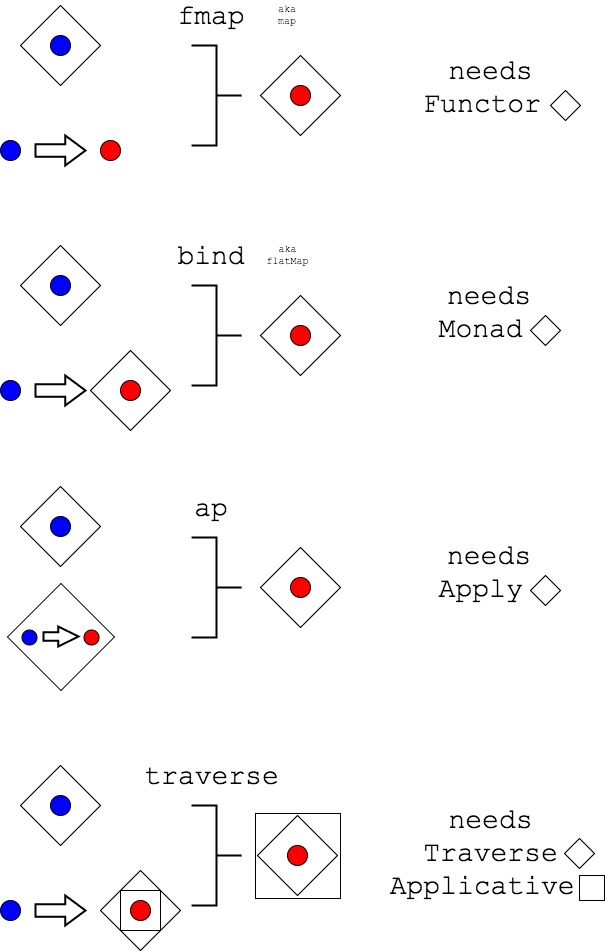 fmap
aka
map
needs
Functor
bind
aka
flatMap
needs
Monad
ap
needs
Apply
traverse
needs
Traverse
Applicative